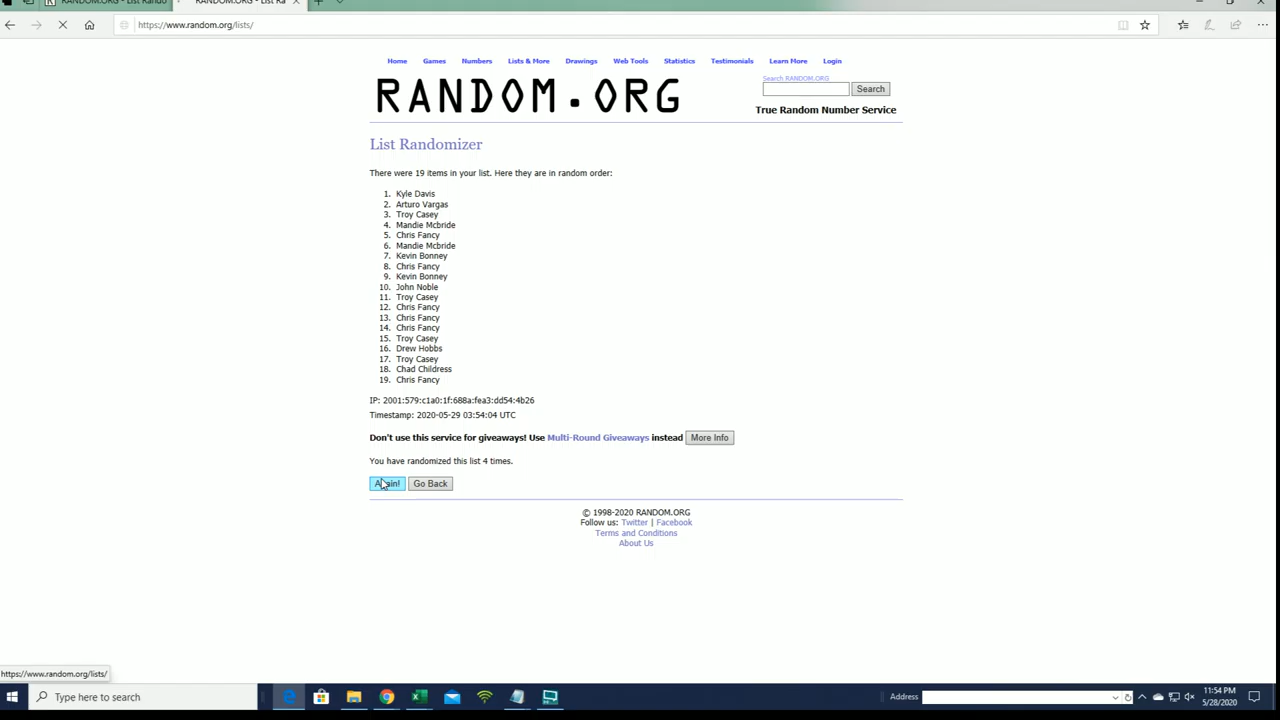 RANDOM.ORG - List Rando
RANDOM.ORG - List Ra
https://www.random.org/lists/
Home Games Numbers Lists & More Drawings Web Tools Statistics Testimonials Learn More Login
RANDOM.ORG
Search RANDOM.ORG
Search
True Random Number Service
List Randomizer
There were 19 items in your list. Here they are in random order:
1. Kyle Davis
2. Arturo Vargas
3. Troy Casey
4. Mandie Mcbride
5. Chris Fancy
6. Mandie Mcbride
7. Kevin Bonney
8. Chris Fancy
9. Kevin Bonney
10. John Noble
11. Troy Casey
12. Chris Fancy
13. Chris Fancy
14. Chris Fancy
15. Troy Casey
16. Drew Hobbs
17. Troy Casey
18. Chad Childress
19. Chris Fancy
IP: 2001:579:c1a0:1f:688a:fea3:dd54:4b26
Timestamp: 2020-05-29 03:54:04 UTC
Don't use this service for giveaways! Use Multi-Round Giveaways instead More Info
You have randomized this list 4 times.
Again! Go Back
© 1998-2020 RANDOM.ORG
Follow us: Twitter | Facebook
Terms and Conditions
About Us
https://www.random.org/lists/
Type here to search
Address
11:54 PM
5/28/2020